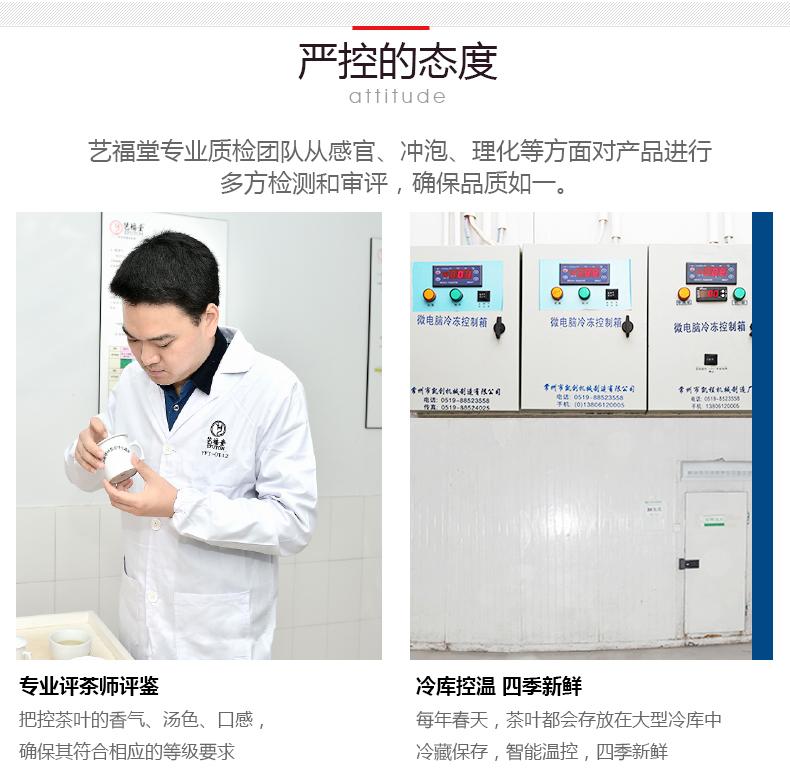 严控的态度
attitude
艺福堂专业质检团队从感官、冲泡、理化等方面对产品进行
多方检测和审评，确保品质如一。
艺福堂
艺福堂
EFUTON
YFT-0112
微电脑冷冻控制箱
常州市凯创机械制造有限公司
电话: 0519-88523558
传真: 0519-88524025
微电脑冷冻控制箱
常州市凯创机械制造有限公司
电话: 0519-88523558
手机: (0)13806120005
微电脑冷冻控制箱
常州市凯程机械制造厂
电话: 0519-88523558
手机: 13806120005
专业评茶师评鉴
把控茶叶的香气、汤色、口感，
确保其符合相应的等级要求
冷库控温 四季新鲜
每年春天，茶叶都会存放在大型冷库中
冷藏保存，智能温控，四季新鲜